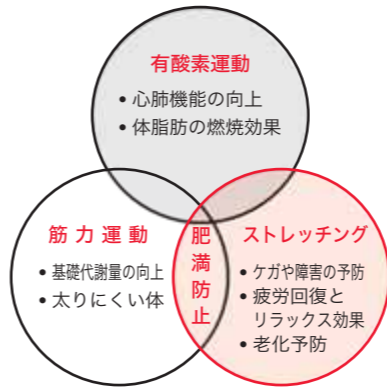 有酸素運動
• 心肺機能の向上
• 体脂肪の燃焼効果
筋力運動
• 基礎代謝量の向上
• 太りにくい体
肥満防止
ストレッチング
• ケガや障害の予防
• 疲労回復と
リラックス効果
• 老化予防